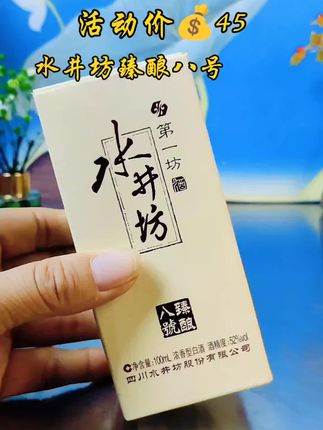 活动价💰45
水井坊臻酿八号
第一坊
水井坊
臻酿
八號
净含量:100mL 浓香型白酒 酒精度:52%vol
四川水井坊股份有限公司